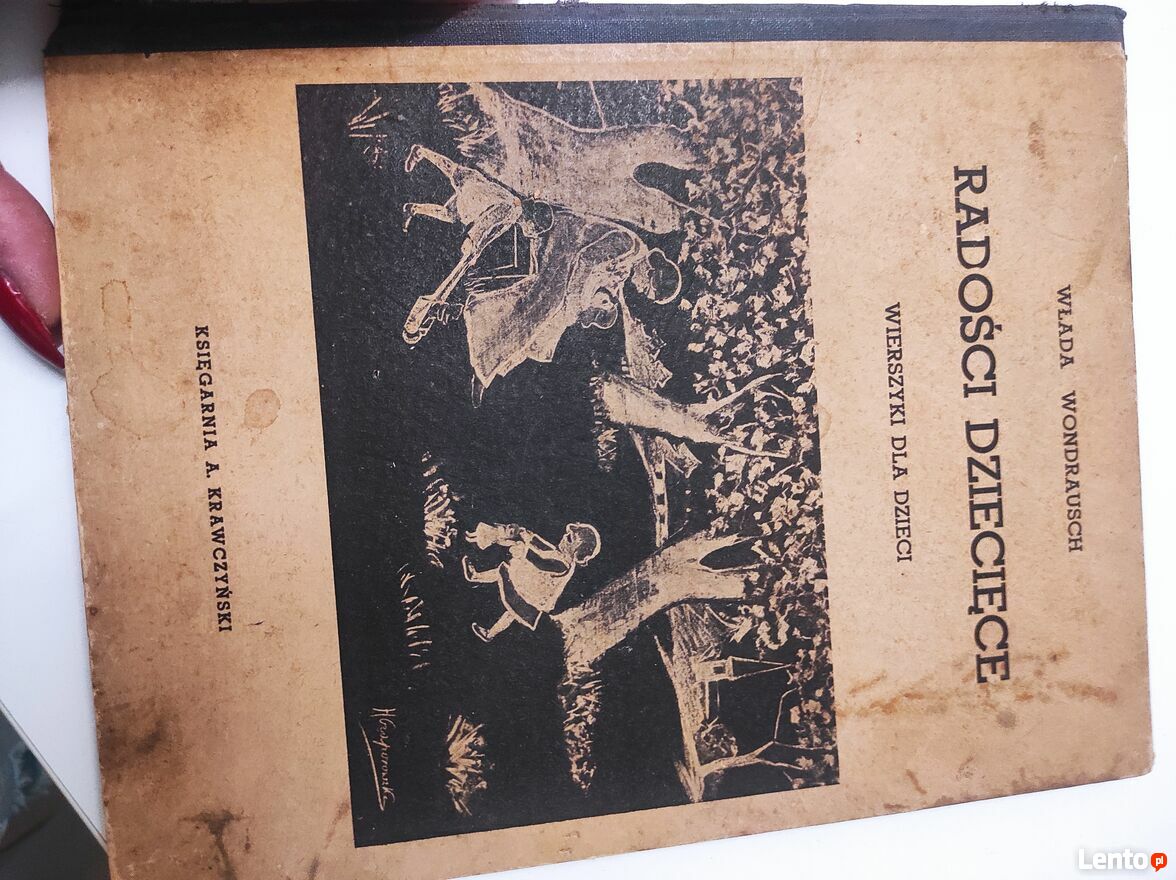 WŁADA WONDRAUSCH
RADOŚCI DZIECIĘCE
WIERSZYKI DLA DZIECI
KSIĘGARNIA A. KRAWCZYŃSKI
Lento.pl